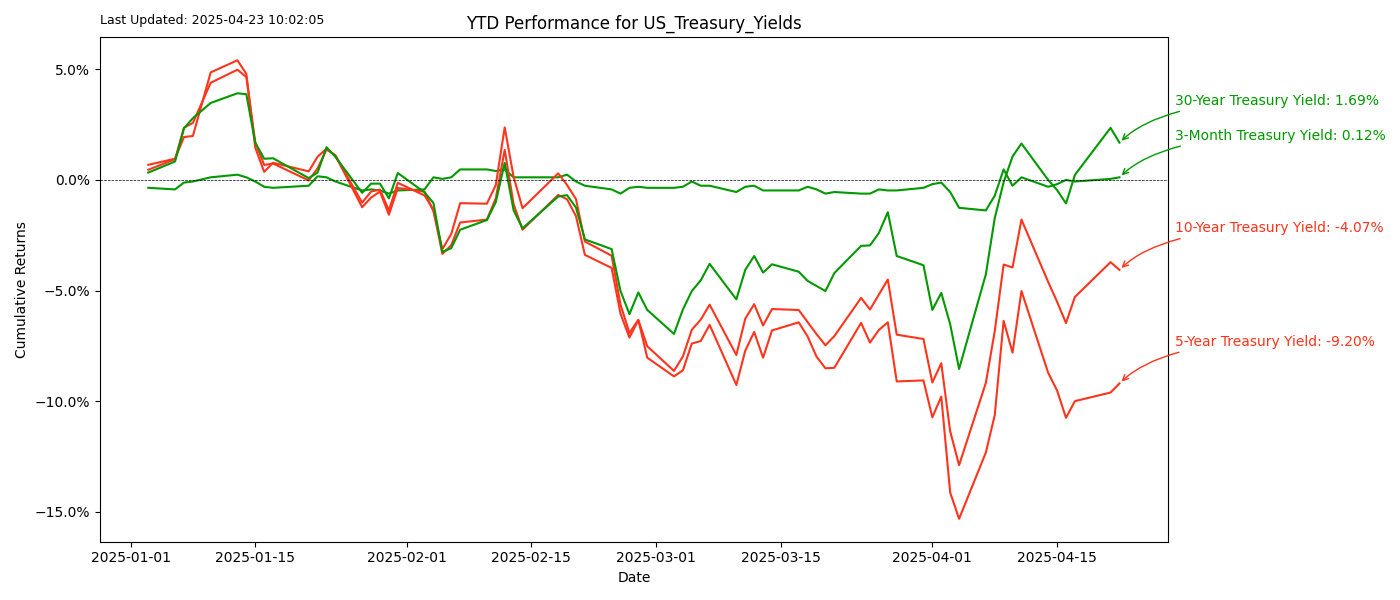 Last Updated: 2025-04-23 10:02:05
YTD Performance for US_Treasury_Yields
Cumulative Returns
5.0%
0.0%
−5.0%
−10.0%
−15.0%
30-Year Treasury Yield: 1.69%
3-Month Treasury Yield: 0.12%
10-Year Treasury Yield: -4.07%
5-Year Treasury Yield: -9.20%
2025-01-01
2025-01-15
2025-02-01
2025-02-15
2025-03-01
2025-03-15
2025-04-01
2025-04-15
Date